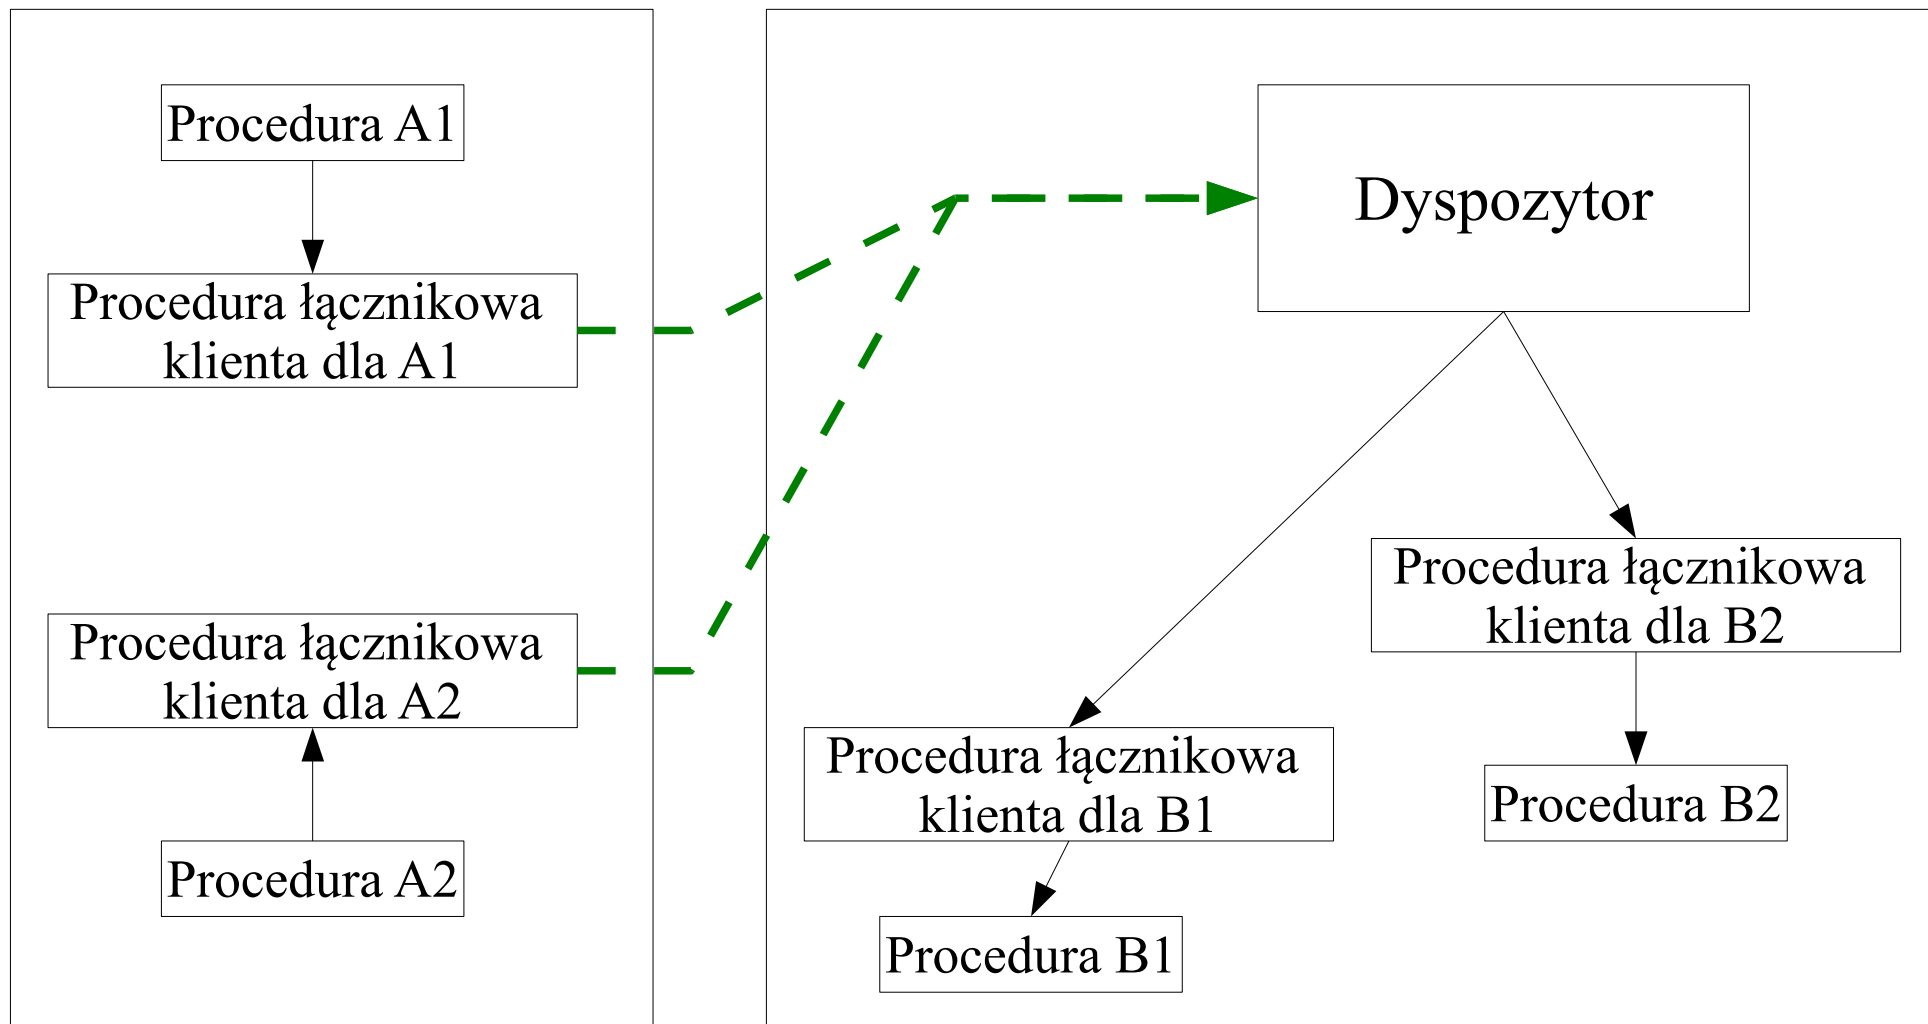 Procedura A1
Procedura łącznikowa
klienta dla A1
Procedura łącznikowa
klienta dla A2
Procedura A2
Dyspozytor
Procedura łącznikowa
klienta dla B2
Procedura B2
Procedura łącznikowa
klienta dla B1
Procedura B1